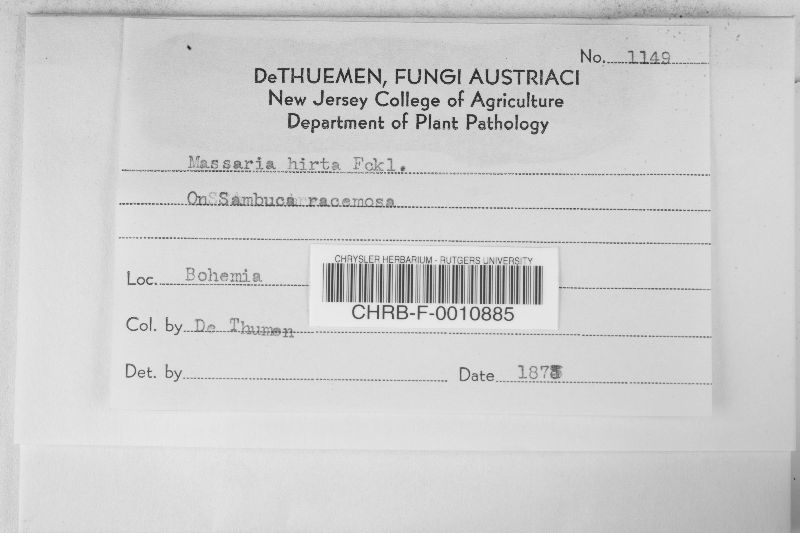 No. 1149
DeTHUEMEN, FUNGI AUSTRIACI
New Jersey College of Agriculture
Department of Plant Pathology
Massaria hirta Fckl.
On Sambuca racemosa
Loc. Bohemia
CHRYSLER HERBARIUM - RUTGERS UNIVERSITY
CHRB-F-0010885
Col. by De Thumen
Det. by
Date 1875